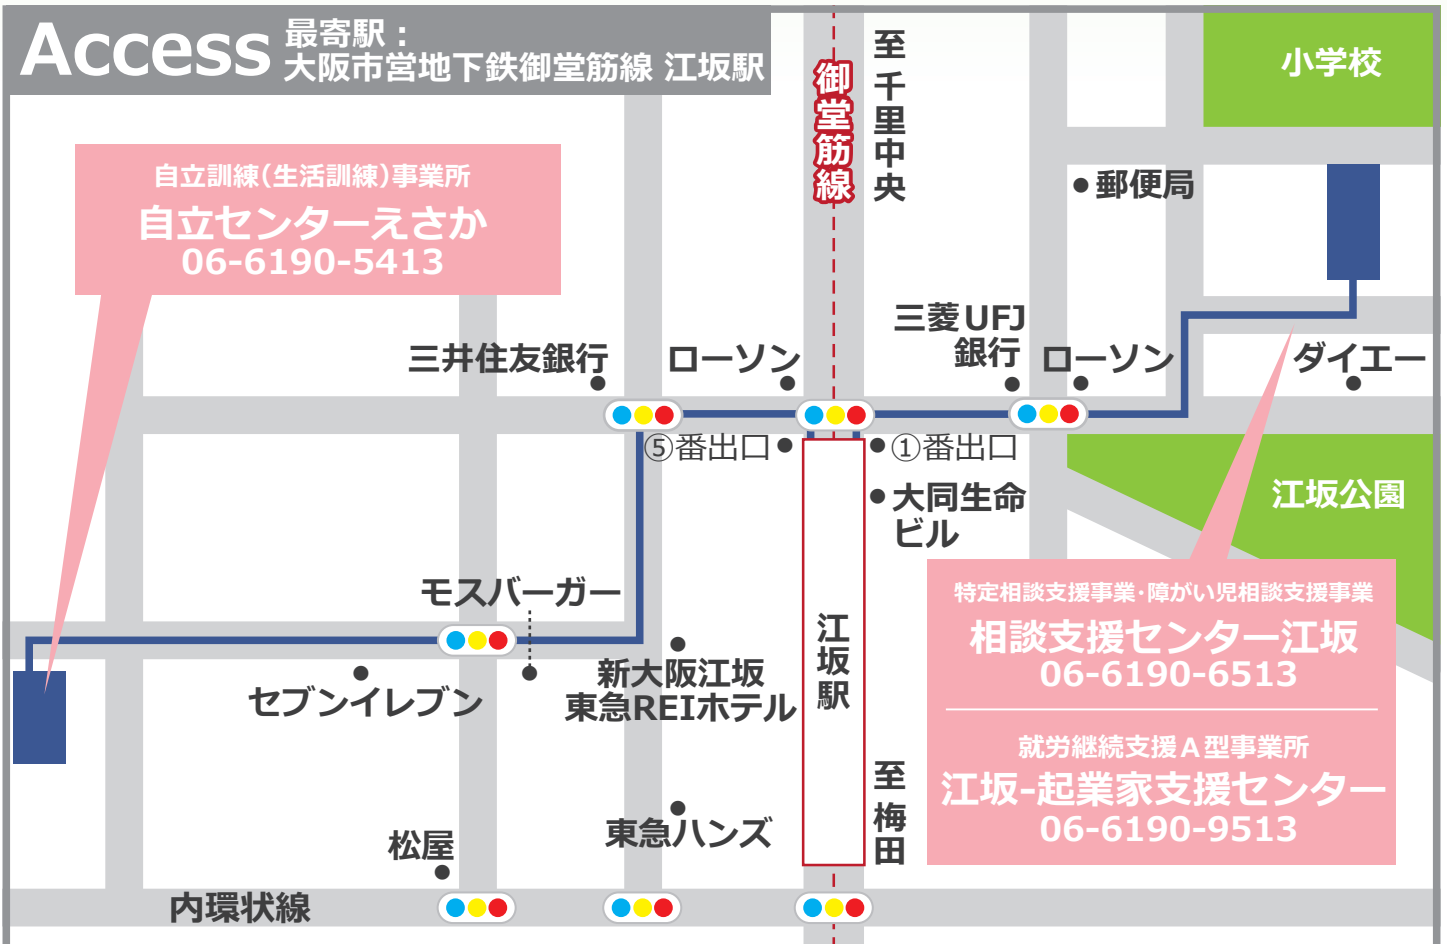 Access
最寄駅：
大阪市営地下鉄御堂筋線 江坂駅
御堂筋線
至 千里中央
小学校
自立訓練(生活訓練)事業所
自立センターえさか
06-6190-5413
郵便局
三井住友銀行
ローソン
三菱UFJ
銀行
ローソン
ダイエー
⑤番出口
①番出口
大同生命
ビル
江坂公園
モスバーガー
江坂駅
特定相談支援事業・障がい児相談支援事業
相談支援センター江坂
06-6190-6513
セブンイレブン
新大阪江坂
東急REIホテル
就労継続支援A型事業所
江坂-起業家支援センター
06-6190-9513
至 梅田
東急ハンズ
松屋
内環状線